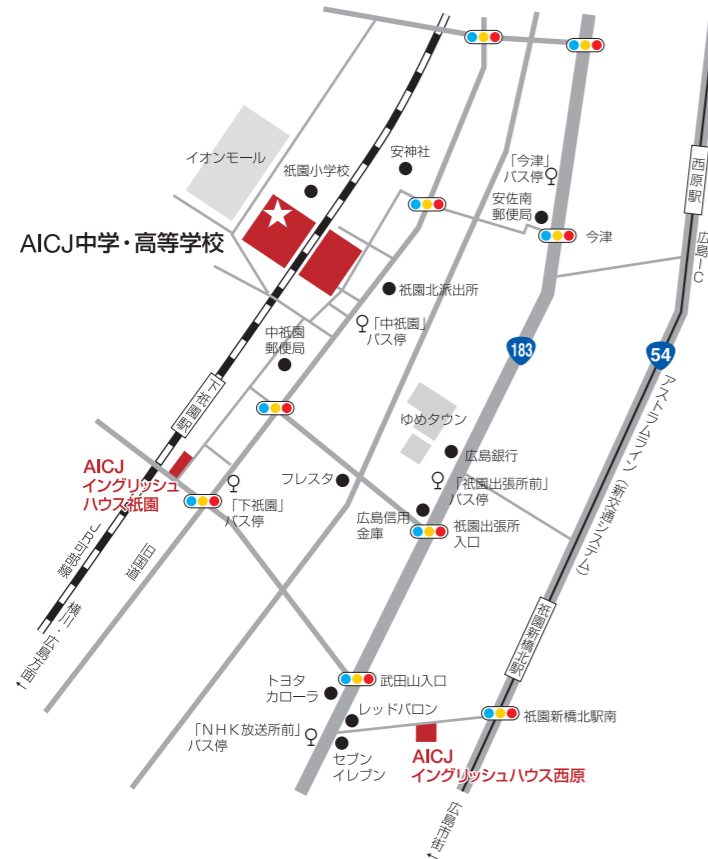 イオンモール
祇園小学校
安神社
「今津」
バス停
安佐南
郵便局
今津
西原駅
広島IC
AICJ中学・高等学校
祇園北派出所
「中祇園」
バス停
中祇園
郵便局
183
54
アストラムライン(新交通システム)
下祇園駅
ゆめタウン
広島銀行
AICJ
イングリッシュ
ハウス祇園
フレスタ
「祇園出張所前」
バス停
「下祇園」
バス停
広島信用
金庫
祇園出張所
入口
JR可部線
旧国道
横川・広島方面←
祇園新橋北駅
トヨタ
カローラ
武田山入口
レッドバロン
祇園新橋北駅南
「NHK放送所前」
バス停
セブン
イレブン
AICJ
イングリッシュハウス西原
広島市街←